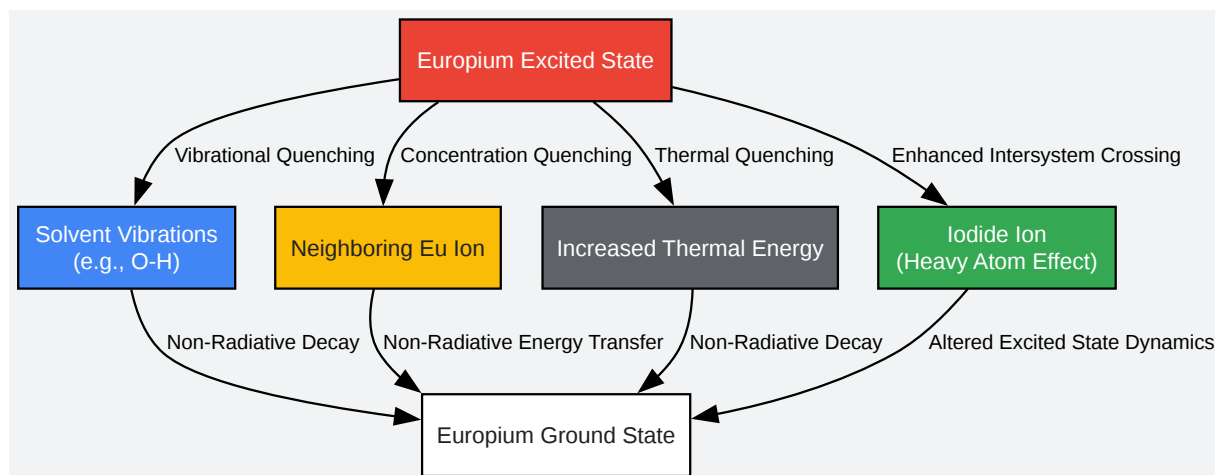 Europium Excited State
Vibrational Quenching
Concentration Quenching
Thermal Quenching
Enhanced Intersystem Crossing
Solvent Vibrations
(e.g., O-H)
Neighboring Eu Ion
Increased Thermal Energy
Iodide Ion
(Heavy Atom Effect)
Non-Radiative Decay
Non-Radiative Energy Transfer
Non-Radiative Decay
Altered Excited State Dynamics
Europium Ground State